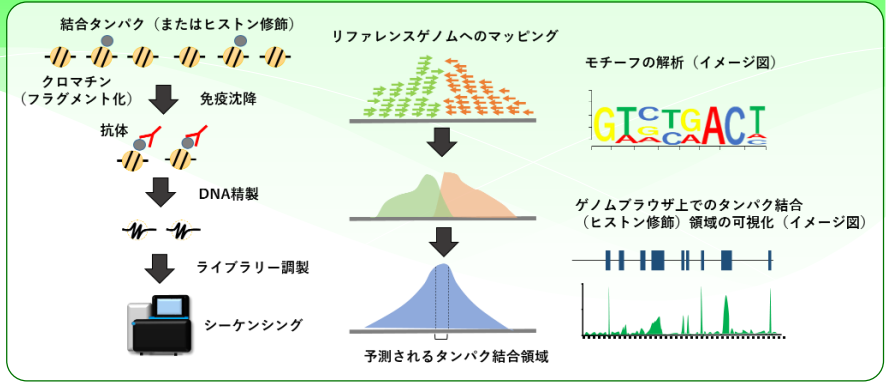 結合タンパク（またはヒストン修飾）
クロマチン
（フラグメント化）
免疫沈降
抗体
DNA精製
ライブラリー調製
シーケンシング
リファレンスゲノムへのマッピング
予測されるタンパク結合領域
モチーフの解析（イメージ図）
GTCTGACT
GCA
AA C
ゲノムブラウザ上でのタンパク結合
（ヒストン修飾）領域の可視化（イメージ図）